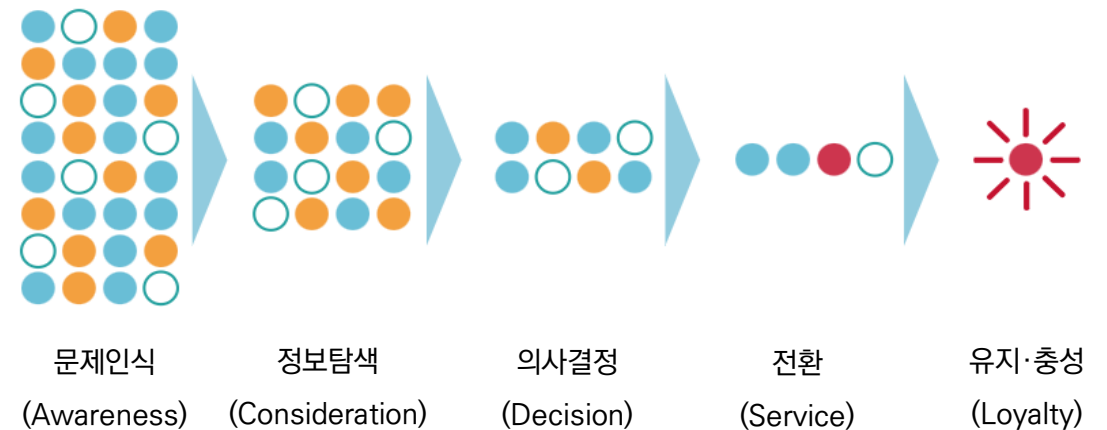 문제인식
(Awareness)
정보탐색
(Consideration)
의사결정
(Decision)
전환
(Service)
유지·충성
(Loyalty)